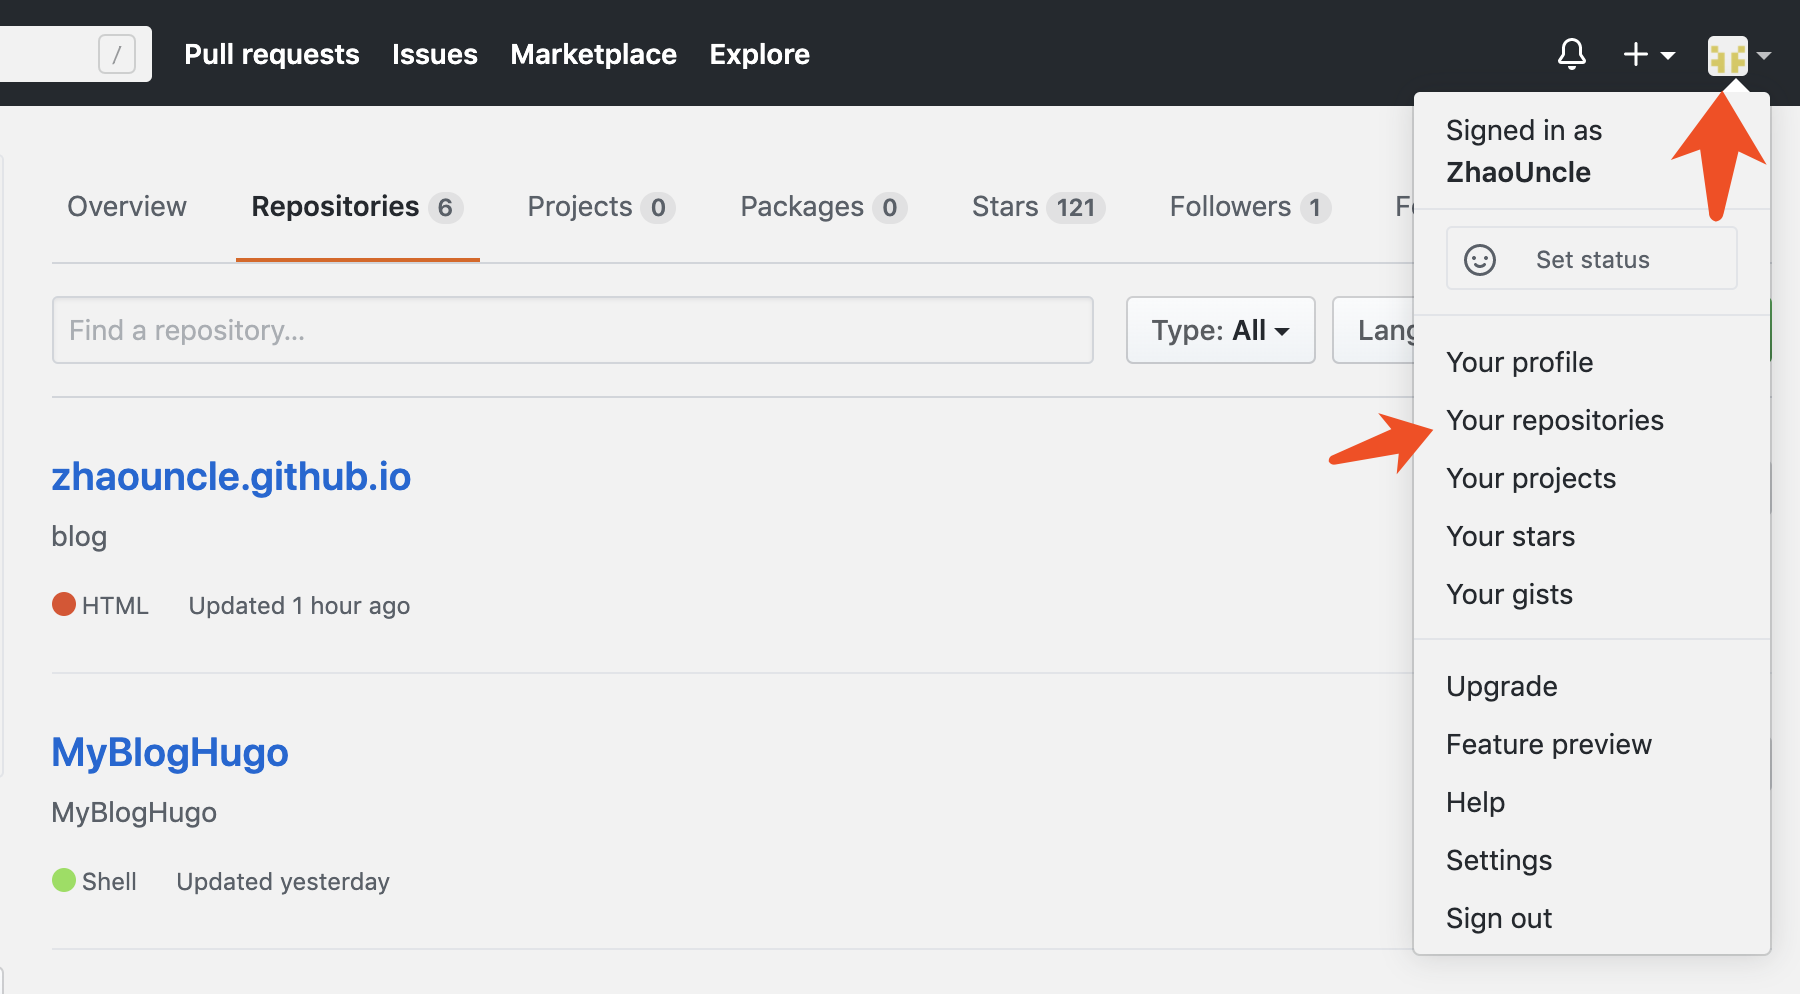 / Pull requests Issues Marketplace Explore
Signed in as
ZhaoUncle
Overview Repositories 6 Projects 0 Packages 0 Stars 121 Followers 1
Set status
Find a repository...
Type: All
Your profile
Your repositories
Your projects
Your stars
Your gists
Upgrade
Feature preview
Help
Settings
Sign out
zhaouncle.github.io
blog
HTML Updated 1 hour ago
MyBlogHugo
MyBlogHugo
Shell Updated yesterday